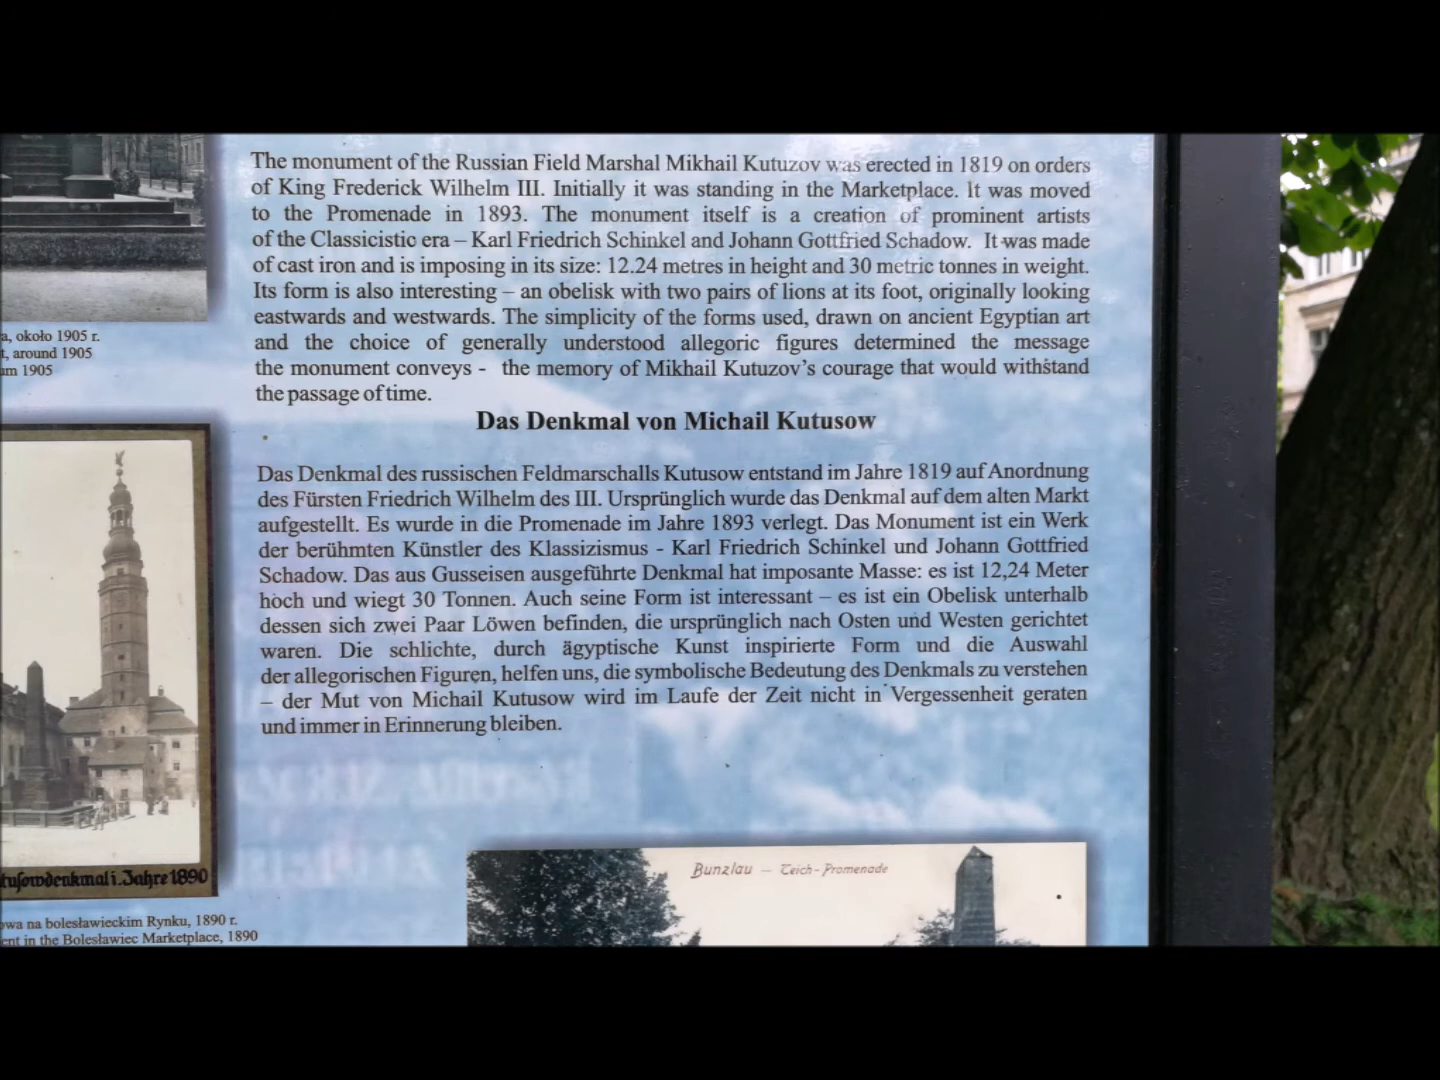 The monument of the Russian Field Marshal Mikhail Kutuzov was erected in 1819 on orders
of King Frederick Wilhelm III. Initially it was standing in the Marketplace. It was moved
to the Promenade in 1893. The monument itself is a creation of prominent artists
of the Classicistic era – Karl Friedrich Schinkel and Johann Gottfried Schadow. It was made
of cast iron and is imposing in its size: 12.24 metres in height and 30 metric tonnes in weight.
Its form is also interesting – an obelisk with two pairs of lions at its foot, originally looking
eastwards and westwards. The simplicity of the forms used, drawn on ancient Egyptian art
and the choice of generally understood allegoric figures determined the message
the monument conveys - the memory of Mikhail Kutuzov's courage that would withstand
the passage of time.
a, około 1905 r.
t, around 1905
um 1905
Das Denkmal von Michail Kutusow
Das Denkmal des russischen Feldmarschalls Kutusow entstand im Jahre 1819 auf Anordnung
des Fürsten Friedrich Wilhelm des III. Ursprünglich wurde das Denkmal auf dem alten Markt
aufgestellt. Es wurde in die Promenade im Jahre 1893 verlegt. Das Monument ist ein Werk
der berühmten Künstler des Klassizismus - Karl Friedrich Schinkel und Johann Gottfried
Schadow. Das aus Gusseisen ausgeführte Denkmal hat imposante Masse: es ist 12,24 Meter
hoch und wiegt 30 Tonnen. Auch seine Form ist interessant – es ist ein Obelisk unterhalb
dessen sich zwei Paar Löwen befinden, die ursprünglich nach Osten und Westen gerichtet
waren. Die schlichte, durch ägyptische Kunst inspirierte Form und die Auswahl
der allegorischen Figuren, helfen uns, die symbolische Bedeutung des Denkmals zu verstehen
– der Mut von Michail Kutusow wird im Laufe der Zeit nicht in Vergessenheit geraten
und immer in Erinnerung bleiben.
tusowdenkmal i. Jahre 1890
owa na bolesławieckim Rynku, 1890 r.
ent in the Bolesławiec Marketplace, 1890
Bunzlau – Teich-Promenade